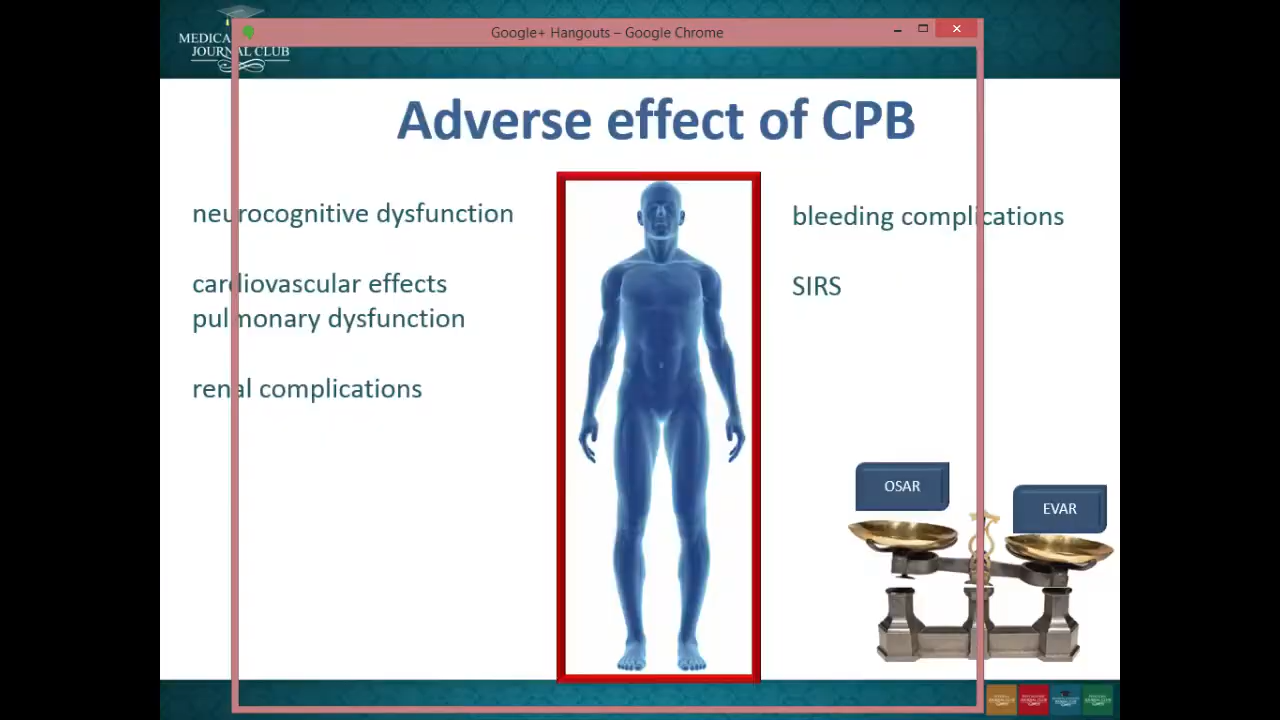 MEDICAL
JOURNAL CLUB
Google+ Hangouts – Google Chrome
Adverse effect of CPB
neurocognitive dysfunction
cardiovascular effects
pulmonary dysfunction
renal complications
bleeding complications
SIRS
OSAR
EVAR